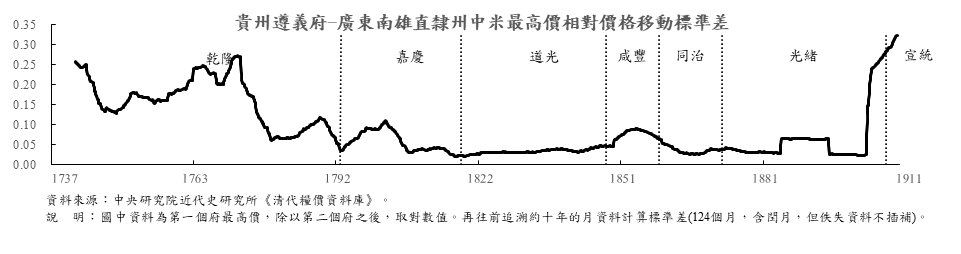 貴州遵義府-廣東南雄直隸州中米最高價相對價格移動標準差
0.35
0.30
0.25
0.20
0.15
0.10
0.05
0.00
乾隆
嘉慶
道光
咸豐
同治
光緒
宣統
1737 1763 1792 1822 1851 1881 1911
資料來源：中央研究院近代史研究所《清代糧價資料庫》。
說　明：圖中資料為第一個府最高價，除以第二個府之後，取對數值。再往前追溯約十年的月資料計算標準差(124個月，含閏月，但佚失資料不插補)。